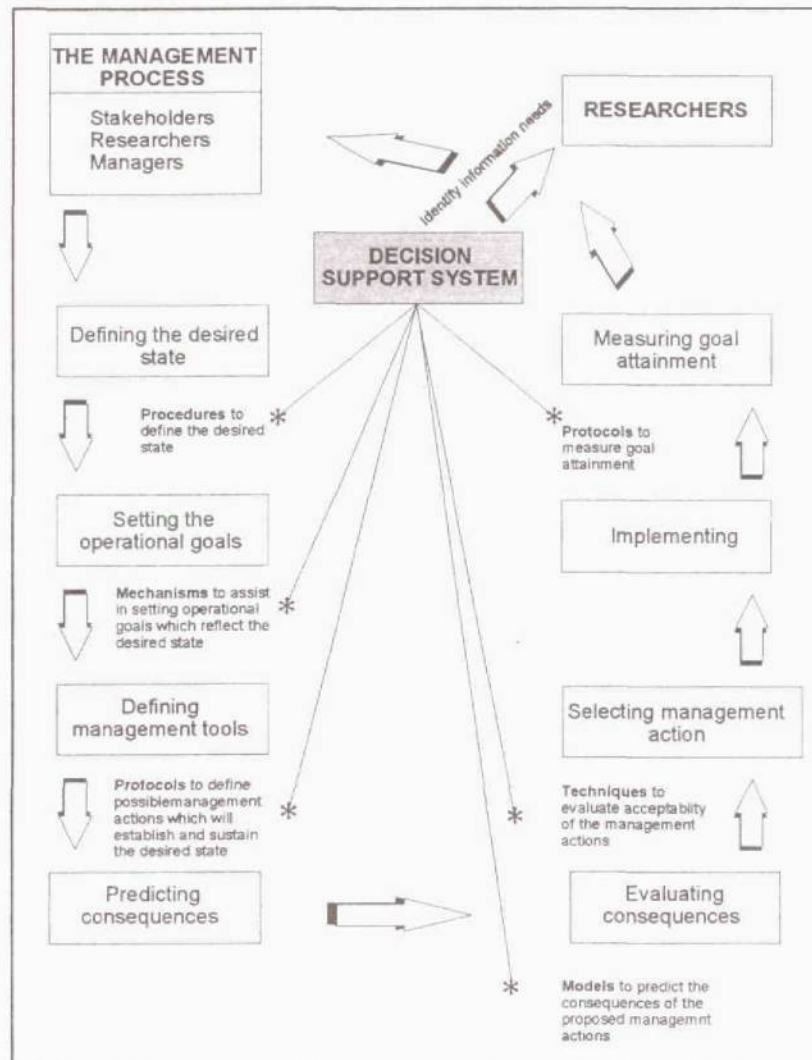 THE MANAGEMENT
PROCESS
Stakeholders
Researchers
Managers
RESEARCHERS
Identify information needs
DECISION
SUPPORT SYSTEM
Defining the desired
state
Procedures to
define the desired
state
Setting the
operational goals
Mechanisms to assist
in setting operational
goals which reflect the
desired state
Defining
management tools
Protocols to define
possiblemanagement
actions which will
establish and sustain
the desired state
Predicting
consequences
Measuring goal
attainment
Protocols to
measure goal
attainment
Implementing
Selecting management
action
Techniques to
evaluate acceptablity
of the management
actions
Evaluating
consequences
Models to predict the
consequences of the
proposed managemnt
actions